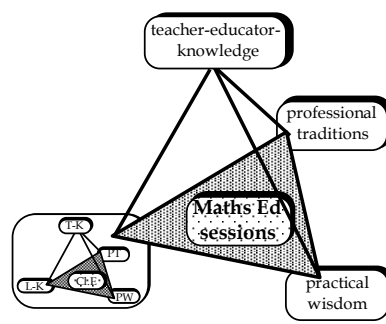 teacher-educator-
knowledge
professional
traditions
Maths Ed
sessions
T-K
PT
L-K
PW
practical
wisdom